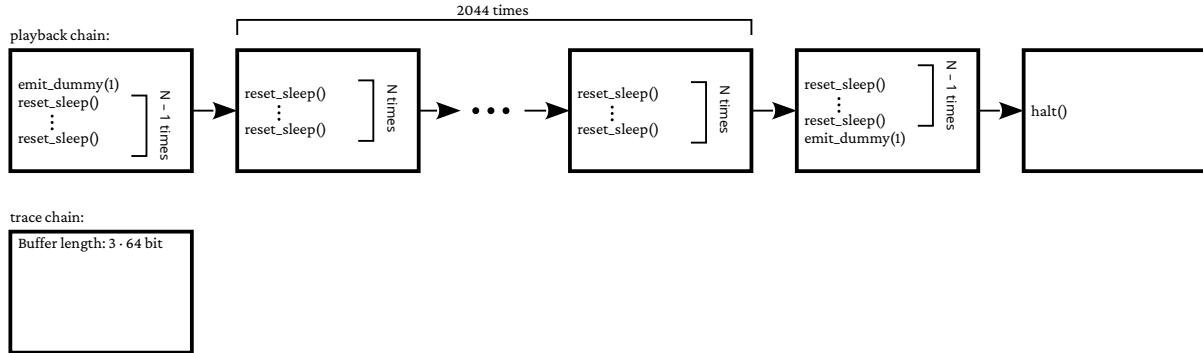 2044 times
playback chain:
emit_dummy(1)
reset_sleep()
⋮
reset_sleep()
N − 1 times
reset_sleep()
⋮
reset_sleep()
N times
reset_sleep()
⋮
reset_sleep()
N times
reset_sleep()
⋮
reset_sleep()
emit_dummy(1)
N − 1 times
halt()
trace chain:
Buffer length: 3 · 64 bit